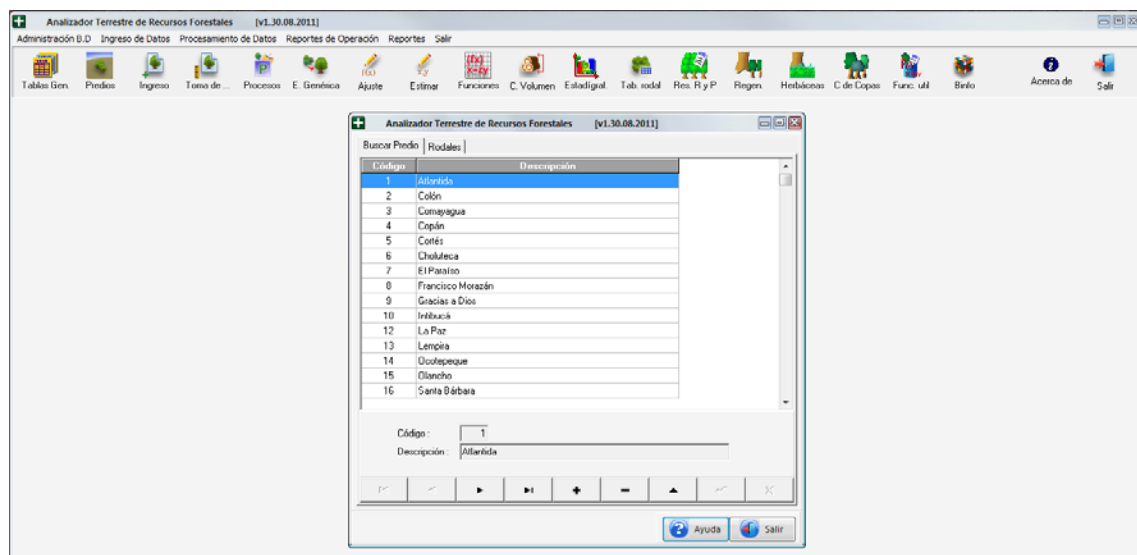 Analizador Terrestre de Recursos Forestales [v1.30.08.2011]
Administración B.D Ingreso de Datos Procesamiento de Datos Reportes de Operación Reportes Salir
Tablas Gen. Predios Ingreso Toma de ... Procesos E. Genérica Ajuste Estimar Funciones C. Volumen Estadígral. Tab. rodal Res. R y P Regen. Herbáceas C de Copas Func. util Binfo Acerca de Salir
Analizador Terrestre de Recursos Forestales [v1.30.08.2011]
Buscar Predio Rodales
Código Descripción
1 Atlantida
2 Colón
3 Comayagua
4 Copán
5 Cortés
6 Choluteca
7 El Paraíso
8 Francisco Morazán
9 Gracias a Dios
10 Intibucá
12 La Paz
13 Lempira
14 Ocotepeque
15 Olancho
16 Santa Bárbara
Código : 1
Descripción : Atlantida
Ayuda Salir